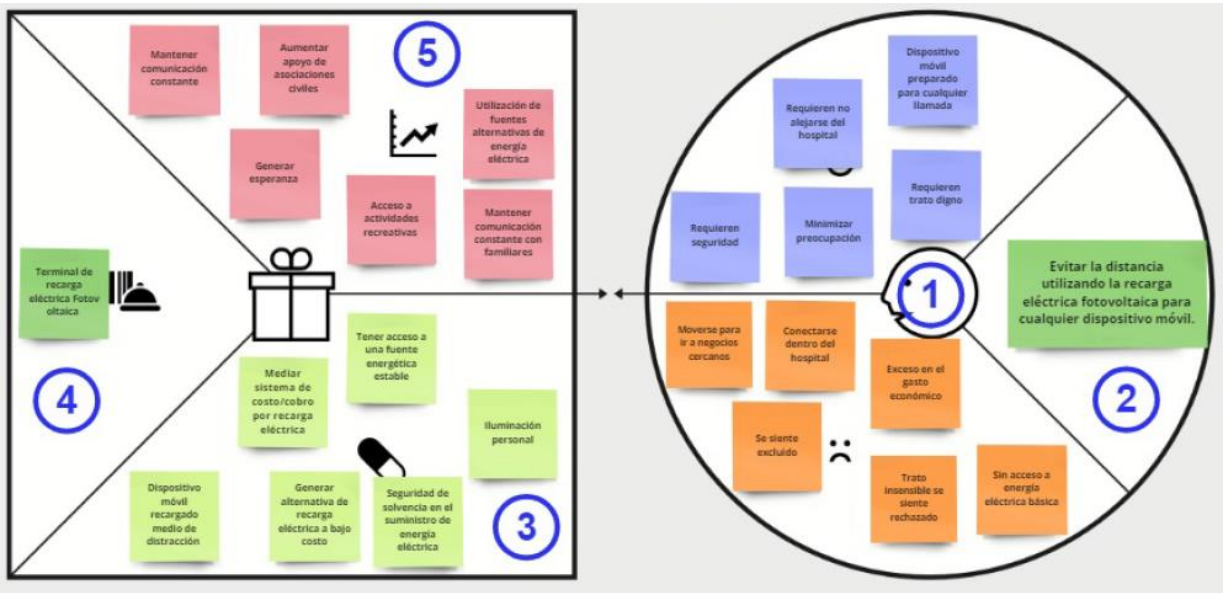 Mantener
comunicación
constante
Aumentar
apoyo de
asociaciones
civiles
5
Utilización de
fuentes
alternativas de
energía
eléctrica
Generar
esperanza
Acceso a
actividades
recreativas
Mantener
comunicación
constante con
familiares
Terminal de
recarga
eléctrica Fotov
oltaica
4
Tener acceso a
una fuente
energética
estable
Mediar
sistema de
costo/cobro
por recarga
eléctrica
Iluminación
personal
Dispositivo
móvil
recargado
medio de
distracción
Generar
alternativa de
recarga
eléctrica a bajo
costo
Seguridad de
solvencia en el
suministro de
energía
eléctrica
3
Dispositivo
móvil
preparado
para cualquier
llamada
Requieren no
alejarse del
hospital
Requieren
trato digno
Requieren
seguridad
Minimizar
preocupación
1
Evitar la distancia
utilizando la recarga
eléctrica fotovoltaica para
cualquier dispositivo móvil.
2
Moverse para
ir a negocios
cercanos
Conectarse
dentro del
hospital
Exceso en el
gasto
económico
Se siente
excluido
Trato
insensible se
siente
rechazado
Sin acceso a
energía
eléctrica básica